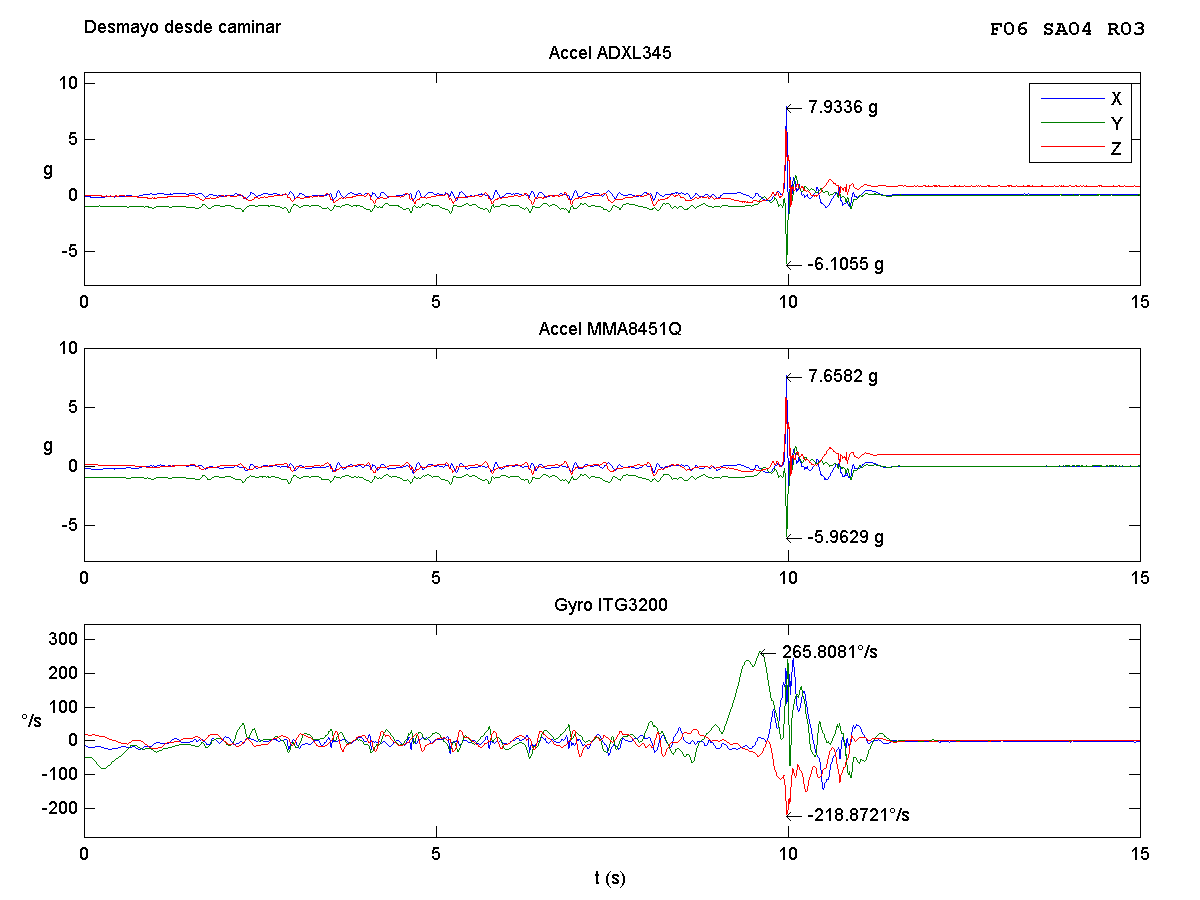 Desmayo desde caminar
F06 SA04 R03
Accel ADXL345
10
5
0
-5
g
7.9336 g
-6.1055 g
X
Y
Z
0 5 10 15
Accel MMA8451Q
10
5
0
-5
g
7.6582 g
-5.9629 g
0 5 10 15
Gyro ITG3200
300
200
100
0
-100
-200
°/s
265.8081°/s
-218.8721°/s
0 5 10 15
t (s)